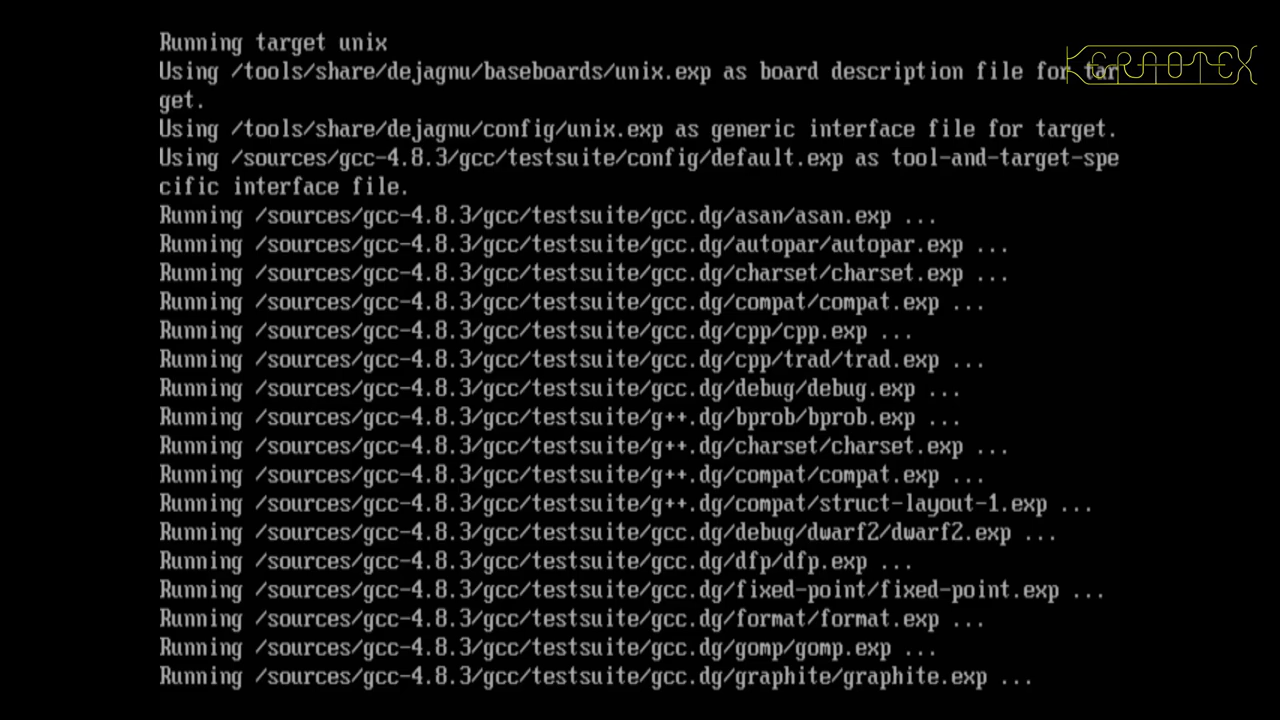 Running target unix
Using /tools/share/dejagnu/baseboards/unix.exp as board description file for tar
get.
Using /tools/share/dejagnu/config/unix.exp as generic interface file for target.
Using /sources/gcc-4.8.3/gcc/testsuite/config/default.exp as tool-and-target-spe
cific interface file.
Running /sources/gcc-4.8.3/gcc/testsuite/gcc.dg/asan/asan.exp ...
Running /sources/gcc-4.8.3/gcc/testsuite/gcc.dg/autopar/autopar.exp ...
Running /sources/gcc-4.8.3/gcc/testsuite/gcc.dg/charset/charset.exp ...
Running /sources/gcc-4.8.3/gcc/testsuite/gcc.dg/compat/compat.exp ...
Running /sources/gcc-4.8.3/gcc/testsuite/gcc.dg/cpp/cpp.exp ...
Running /sources/gcc-4.8.3/gcc/testsuite/gcc.dg/cpp/trad/trad.exp ...
Running /sources/gcc-4.8.3/gcc/testsuite/gcc.dg/debug/debug.exp ...
Running /sources/gcc-4.8.3/gcc/testsuite/g++.dg/bprob/bprob.exp ...
Running /sources/gcc-4.8.3/gcc/testsuite/g++.dg/charset/charset.exp ...
Running /sources/gcc-4.8.3/gcc/testsuite/g++.dg/compat/compat.exp ...
Running /sources/gcc-4.8.3/gcc/testsuite/g++.dg/compat/struct-layout-1.exp ...
Running /sources/gcc-4.8.3/gcc/testsuite/gcc.dg/debug/dwarf2/dwarf2.exp ...
Running /sources/gcc-4.8.3/gcc/testsuite/gcc.dg/dfp/dfp.exp ...
Running /sources/gcc-4.8.3/gcc/testsuite/gcc.dg/fixed-point/fixed-point.exp ...
Running /sources/gcc-4.8.3/gcc/testsuite/gcc.dg/format/format.exp ...
Running /sources/gcc-4.8.3/gcc/testsuite/gcc.dg/gomp/gomp.exp ...
Running /sources/gcc-4.8.3/gcc/testsuite/gcc.dg/graphite/graphite.exp ...